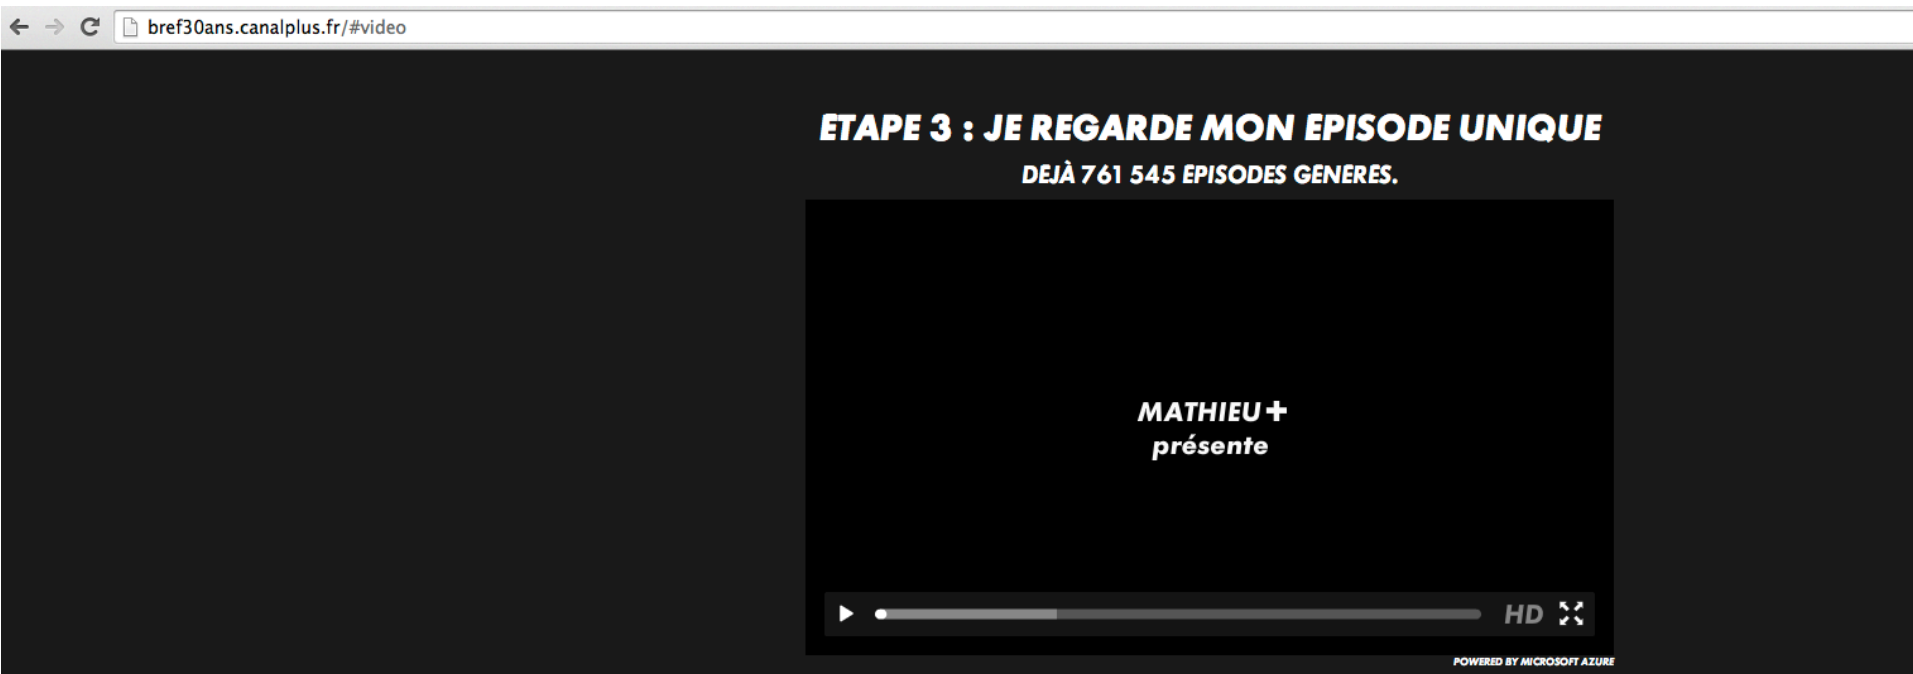 bref30ans.canalplus.fr/#video
ETAPE 3 : JE REGARDE MON EPISODE UNIQUE
DEJÀ 761 545 EPISODES GENERES.
MATHIEU+
présente
HD
POWERED BY MICROSOFT AZURE